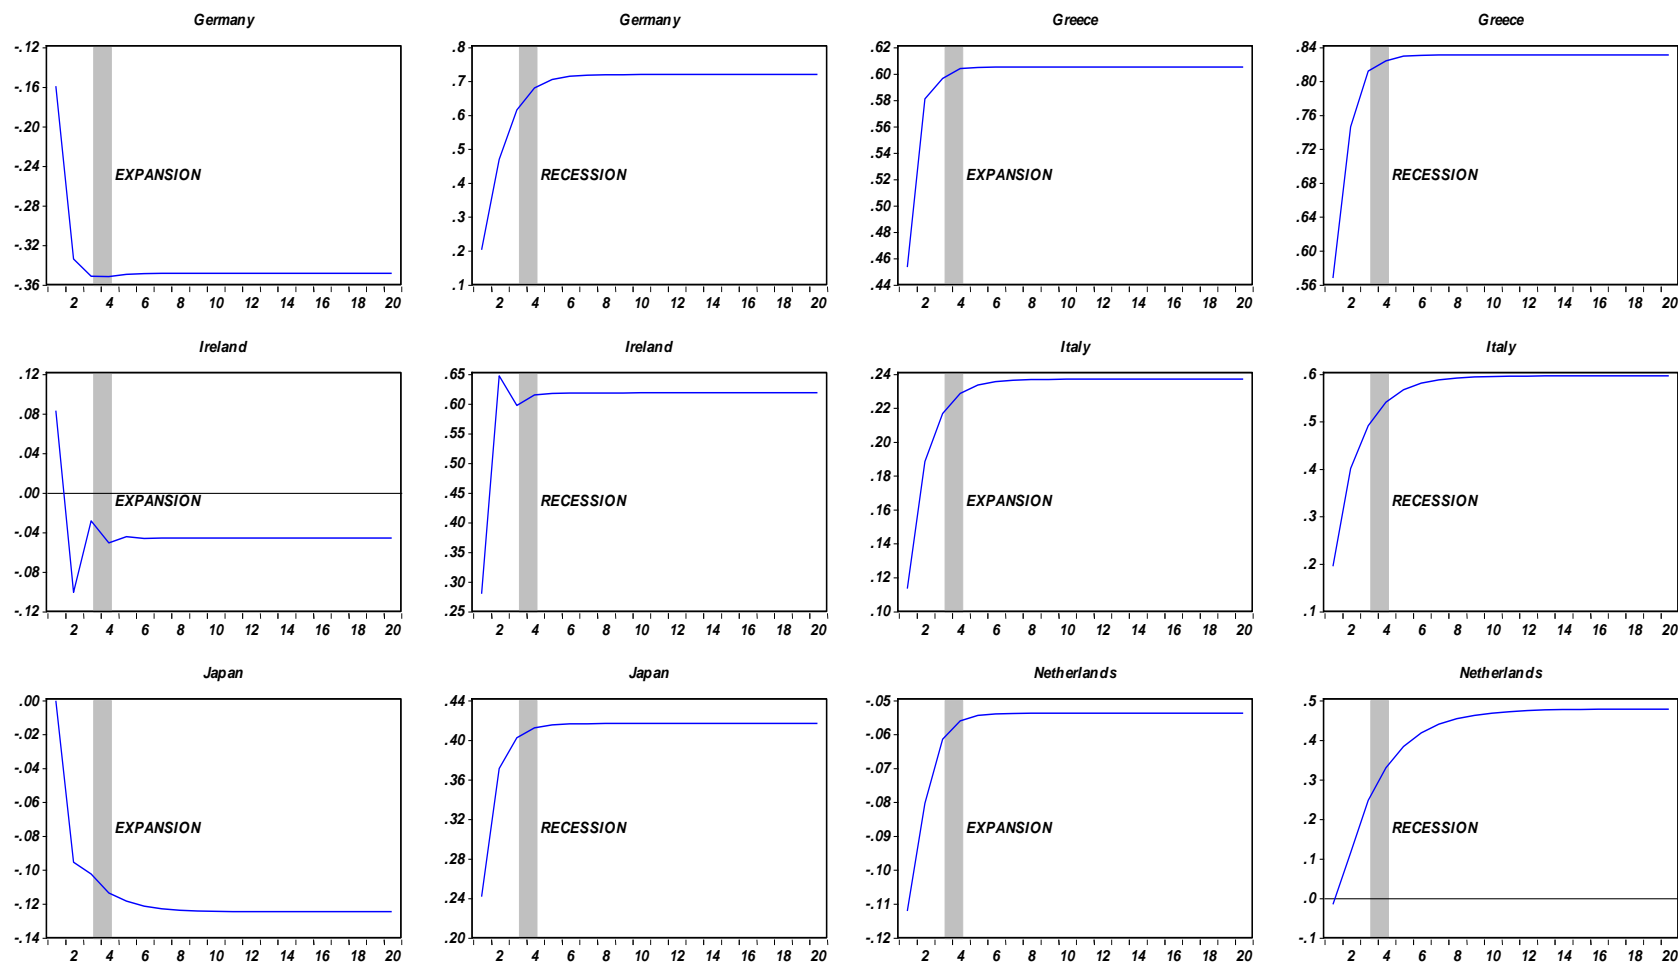 Germany
-.12
-.16
-.20
-.24
-.28
-.32
-.36
EXPANSION
2 4 6 8 10 12 14 16 18 20
Germany
.8
.7
.6
.5
.4
.3
.2
.1
RECESSION
2 4 6 8 10 12 14 16 18 20
Greece
.62
.60
.58
.56
.54
.52
.50
.48
.46
.44
EXPANSION
2 4 6 8 10 12 14 16 18 20
Greece
.84
.80
.76
.72
.68
.64
.60
.56
RECESSION
2 4 6 8 10 12 14 16 18 20
Ireland
.12
.08
.04
.00
-.04
-.08
-.12
EXPANSION
2 4 6 8 10 12 14 16 18 20
Ireland
.65
.60
.55
.50
.45
.40
.35
.30
.25
RECESSION
2 4 6 8 10 12 14 16 18 20
Italy
.24
.22
.20
.18
.16
.14
.12
.10
EXPANSION
2 4 6 8 10 12 14 16 18 20
Italy
.6
.5
.4
.3
.2
.1
RECESSION
2 4 6 8 10 12 14 16 18 20
Japan
.00
-.02
-.04
-.06
-.08
-.10
-.12
-.14
EXPANSION
2 4 6 8 10 12 14 16 18 20
Japan
.44
.40
.36
.32
.28
.24
.20
RECESSION
2 4 6 8 10 12 14 16 18 20
Netherlands
-.05
-.06
-.07
-.08
-.09
-.10
-.11
-.12
EXPANSION
2 4 6 8 10 12 14 16 18 20
Netherlands
.5
.4
.3
.2
.1
.0
-.1
RECESSION
2 4 6 8 10 12 14 16 18 20